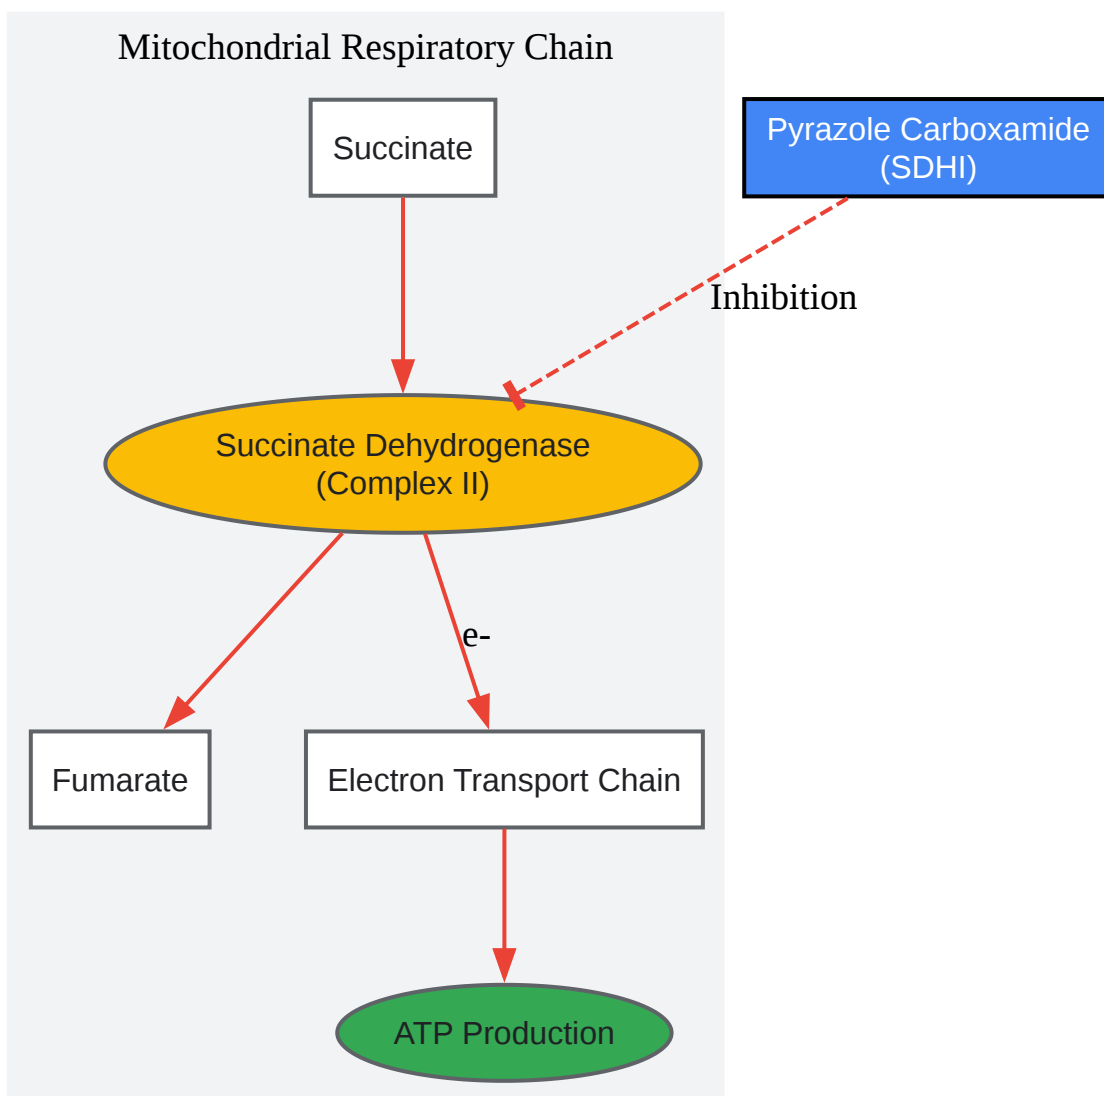 Mitochondrial Respiratory Chain
Succinate
Pyrazole Carboxamide
(SDHI)
Inhibition
Succinate Dehydrogenase
(Complex II)
e-
Fumarate
Electron Transport Chain
ATP Production